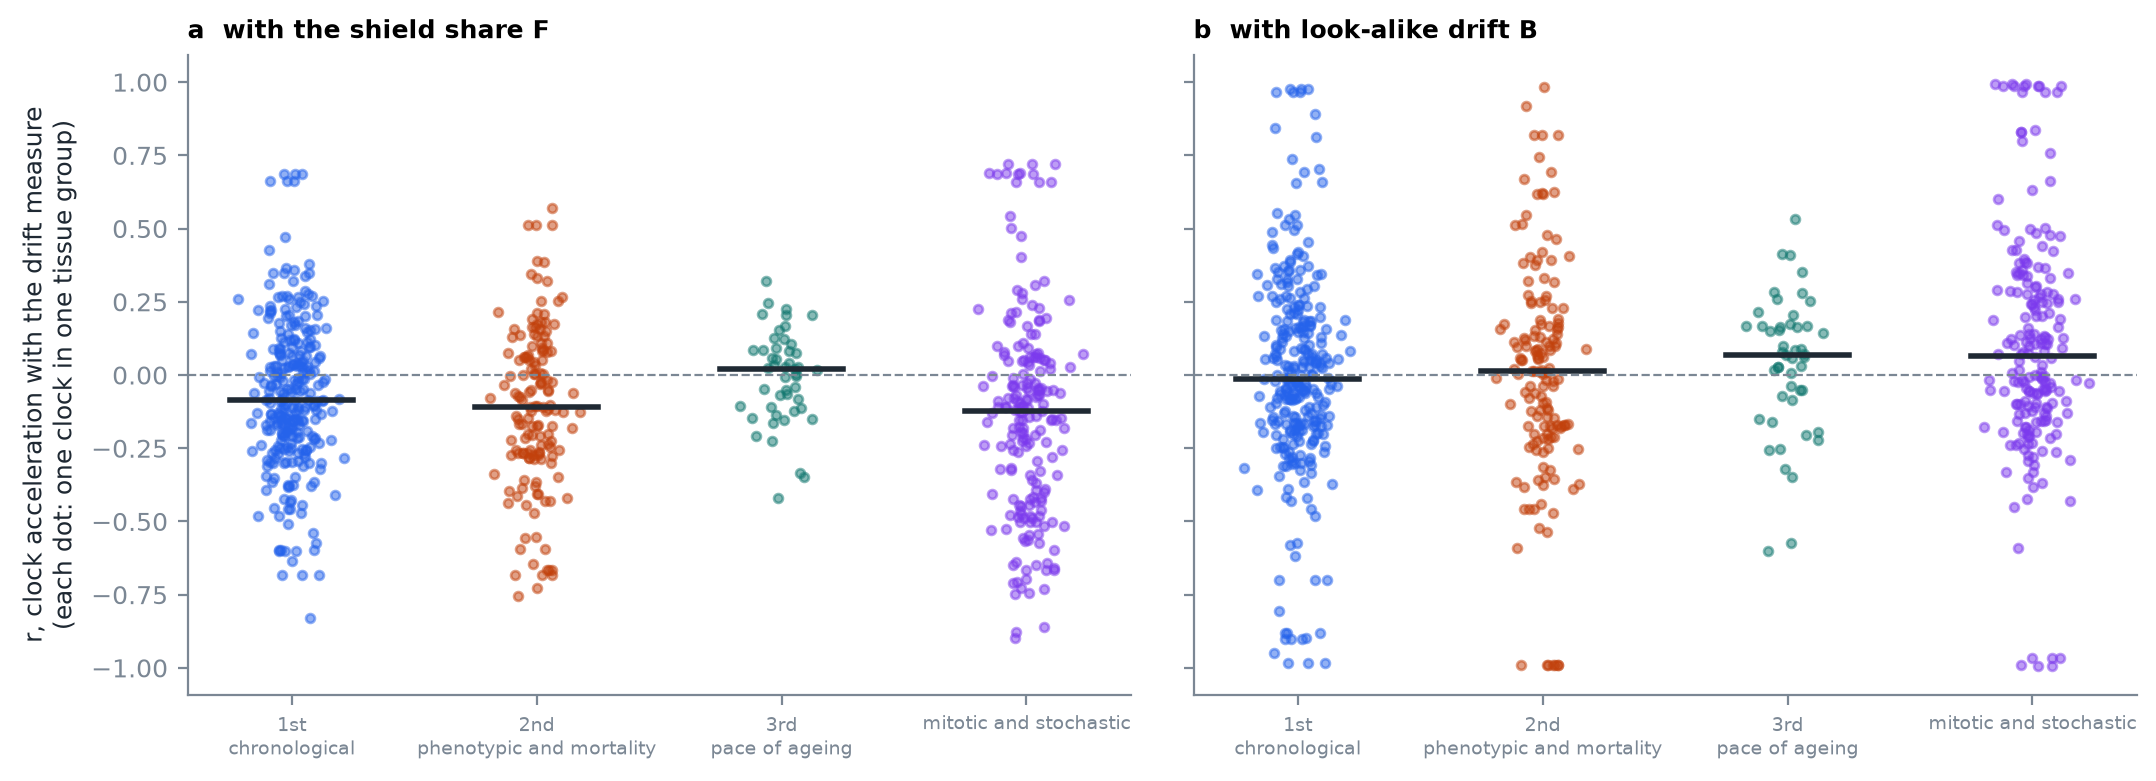 a  with the shield share F
b  with look-alike drift B
r, clock acceleration with the drift measure
(each dot: one clock in one tissue group)
1.00
0.75
0.50
0.25
0.00
−0.25
−0.50
−0.75
−1.00
1st
chronological
2nd
phenotypic and mortality
3rd
pace of ageing
mitotic and stochastic
1st
chronological
2nd
phenotypic and mortality
3rd
pace of ageing
mitotic and stochastic